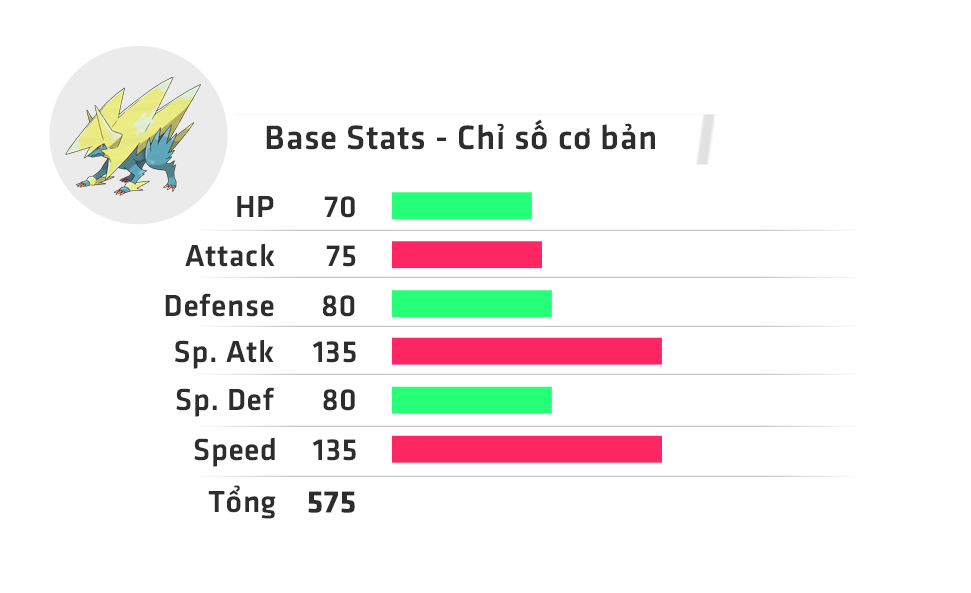 Base Stats - Chỉ số cơ bản
HP 70
Attack 75
Defense 80
Sp. Atk 135
Sp. Def 80
Speed 135
Tổng 575